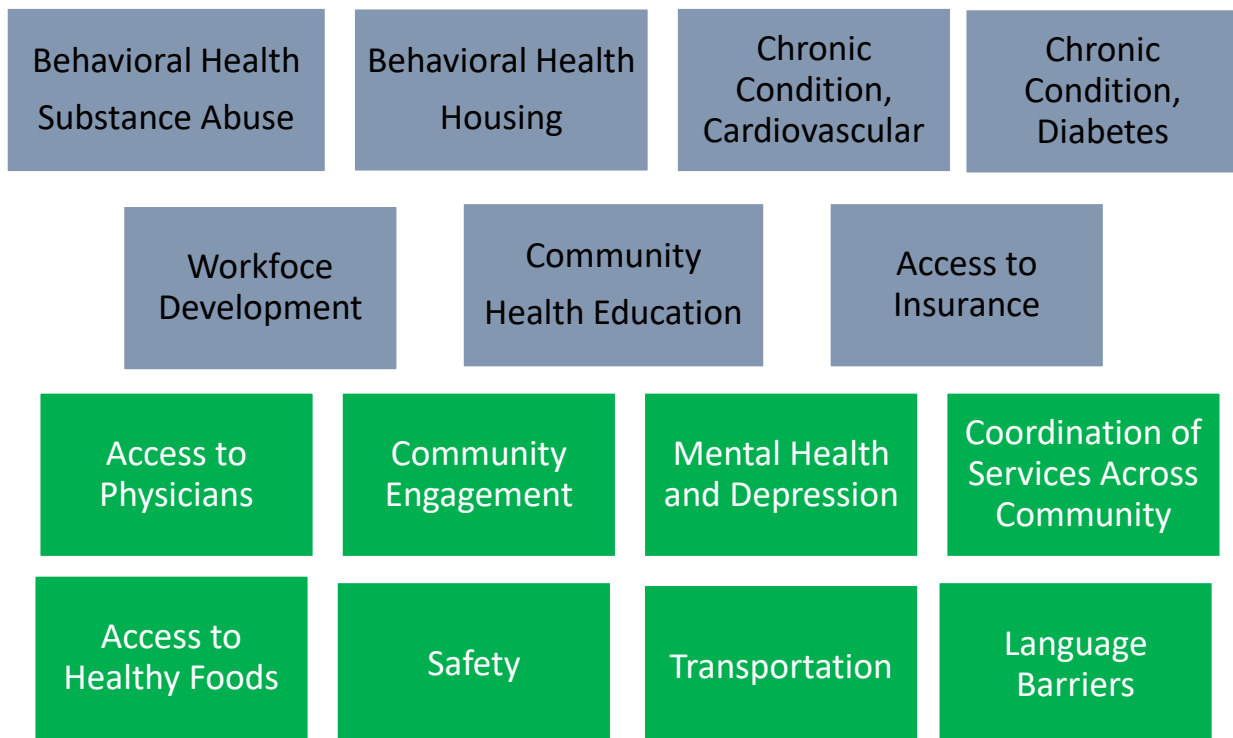 Behavioral Health
Substance Abuse
Behavioral Health
Housing
Chronic
Condition,
Cardiovascular
Chronic
Condition,
Diabetes
Workfoce
Development
Community
Health Education
Access to
Insurance
Access to
Physicians
Community
Engagement
Mental Health
and Depression
Coordination of
Services Across
Community
Access to
Healthy Foods
Safety
Transportation
Language
Barriers